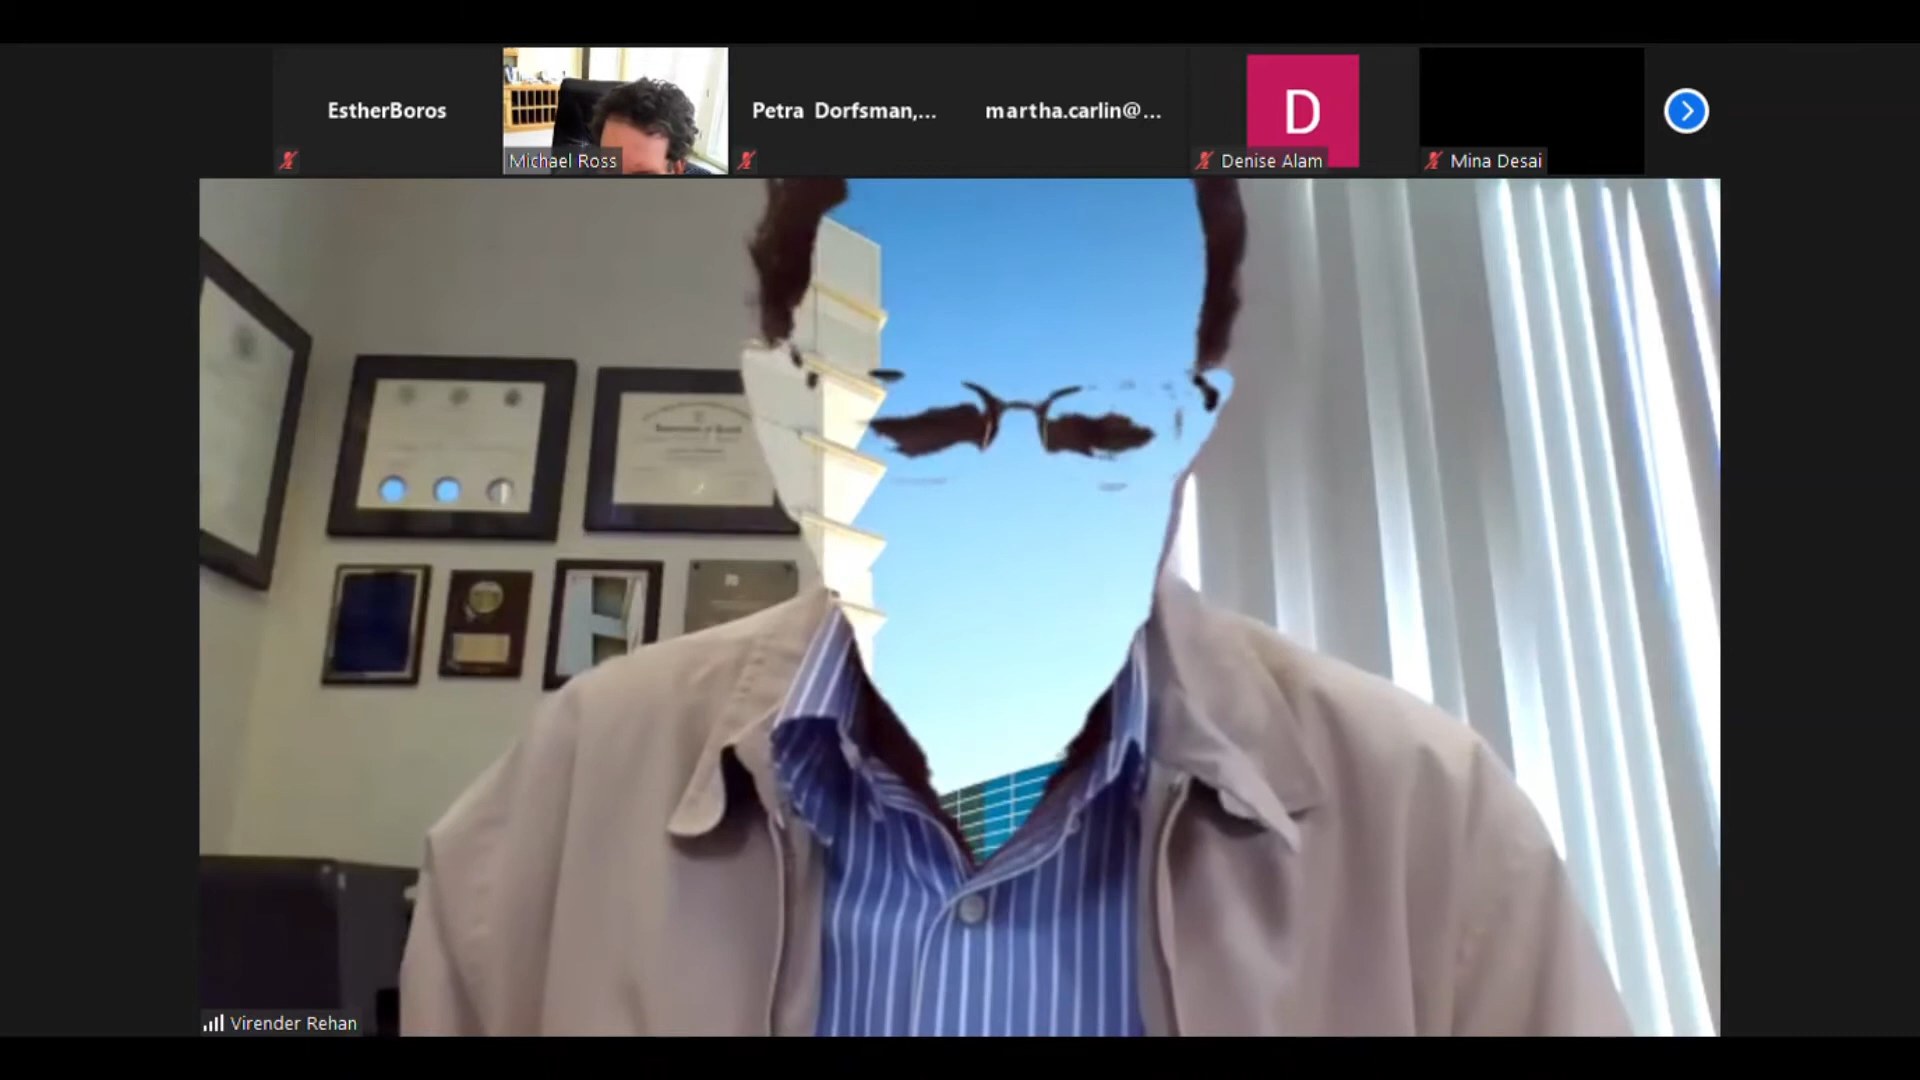 EstherBoros
Michael Ross
Petra Dorfsman,...
martha.carlin@...
D
Denise Alam
Mina Desai
Virender Rehan